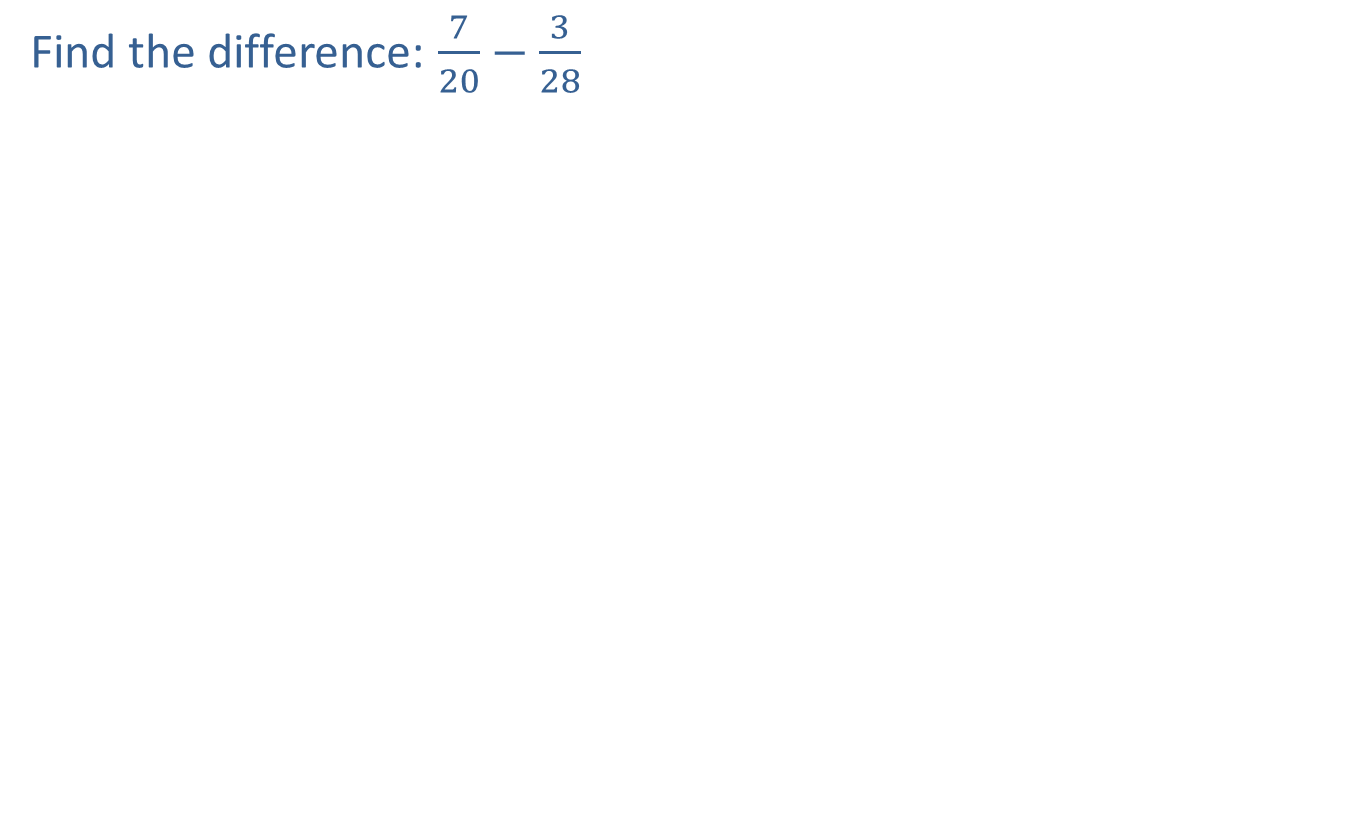 Find the difference: 7/20 − 3/28